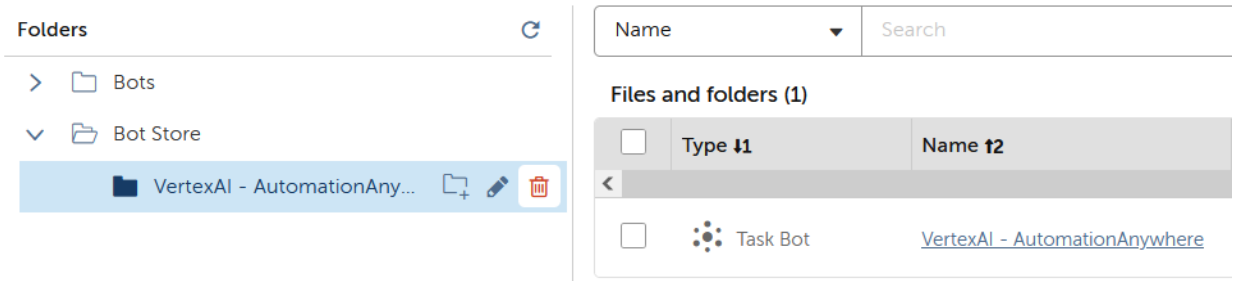 Folders
Bots
Bot Store
VertexAI - AutomationAny...
Name
Search
Files and folders (1)
Type ↓1
Name ↑2
Task Bot
VertexAI - AutomationAnywhere